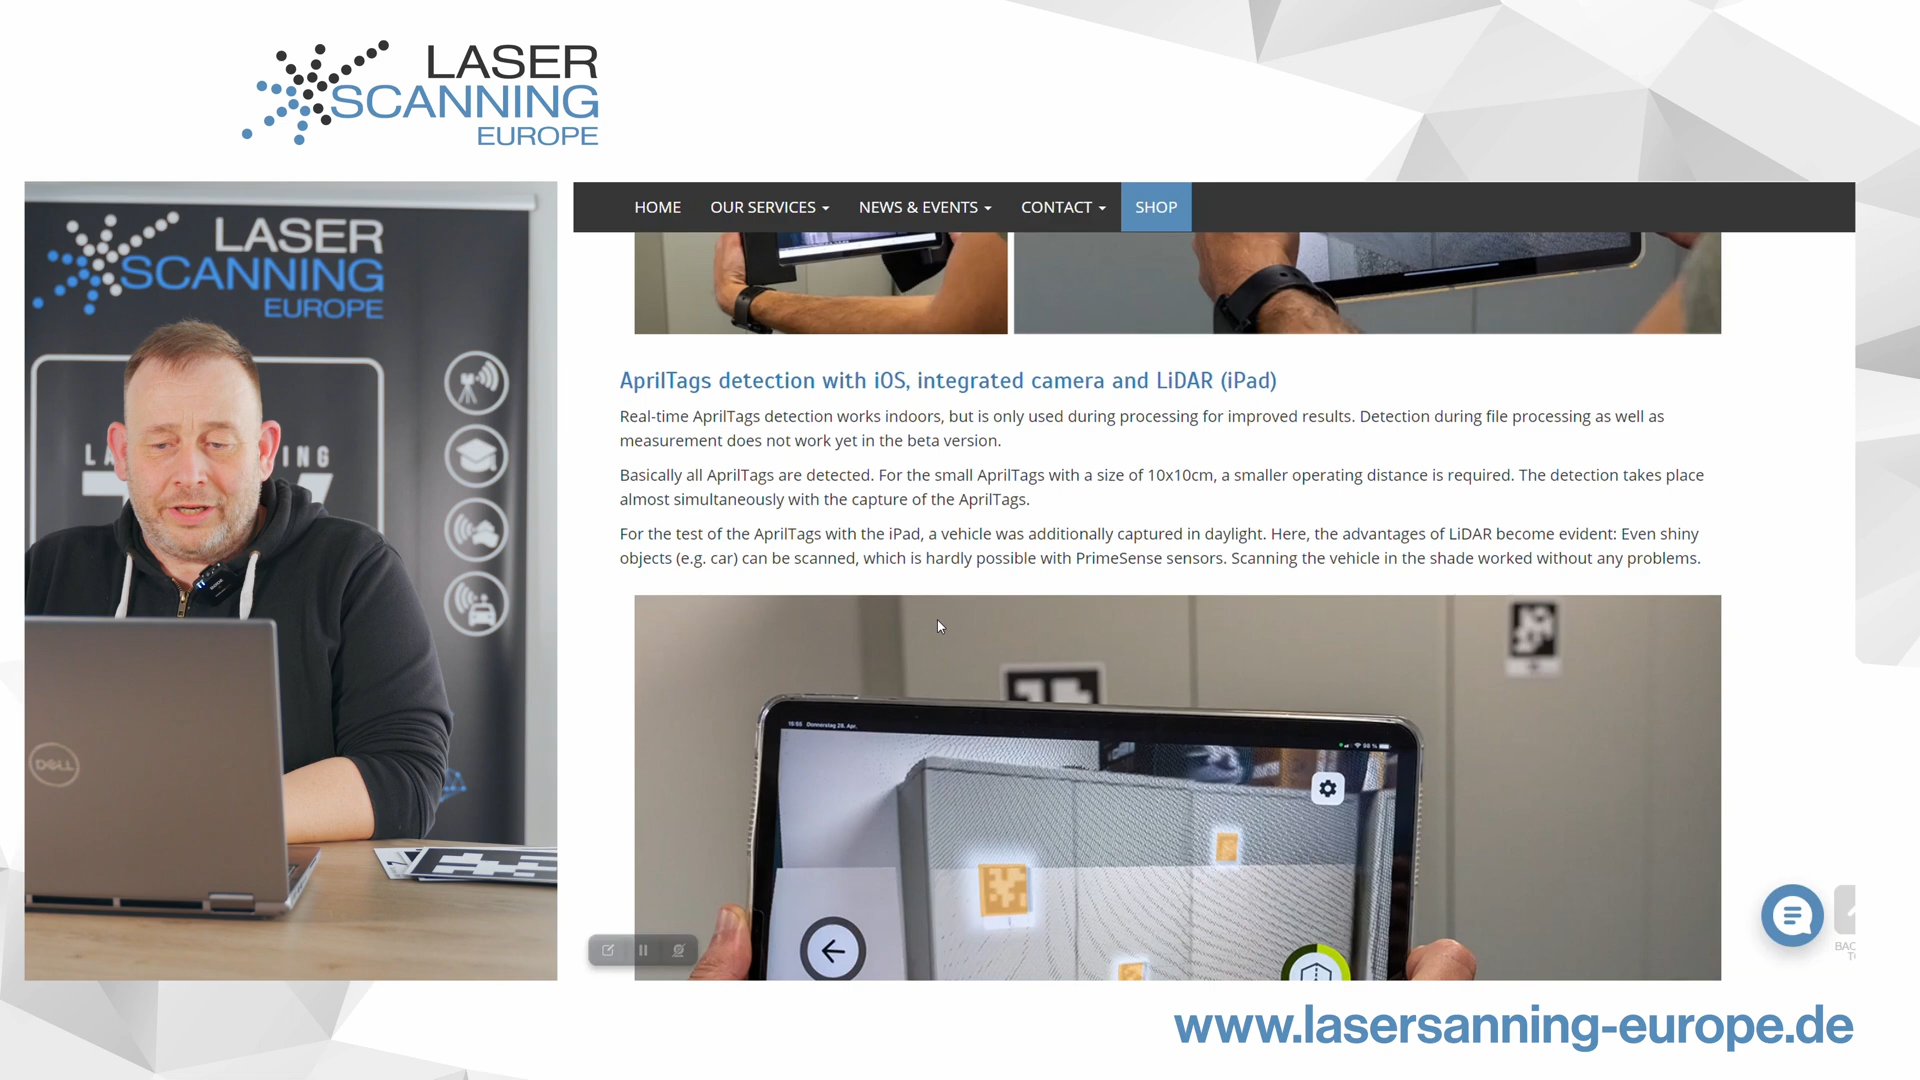 LASER
SCANNING
EUROPE
LASER
SCANNING
EUROPE
DELL
HOME OUR SERVICES NEWS & EVENTS CONTACT SHOP
AprilTags detection with iOS, integrated camera and LiDAR (iPad)
Real-time AprilTags detection works indoors, but is only used during processing for improved results. Detection during file processing as well as
measurement does not work yet in the beta version.
Basically all AprilTags are detected. For the small AprilTags with a size of 10x10cm, a smaller operating distance is required. The detection takes place
almost simultaneously with the capture of the AprilTags.
For the test of the AprilTags with the iPad, a vehicle was additionally captured in daylight. Here, the advantages of LiDAR become evident: Even shiny
objects (e.g. car) can be scanned, which is hardly possible with PrimeSense sensors. Scanning the vehicle in the shade worked without any problems.
15:55 Donnerstag 28. Apr.
98 %
www.lasersanning-europe.de